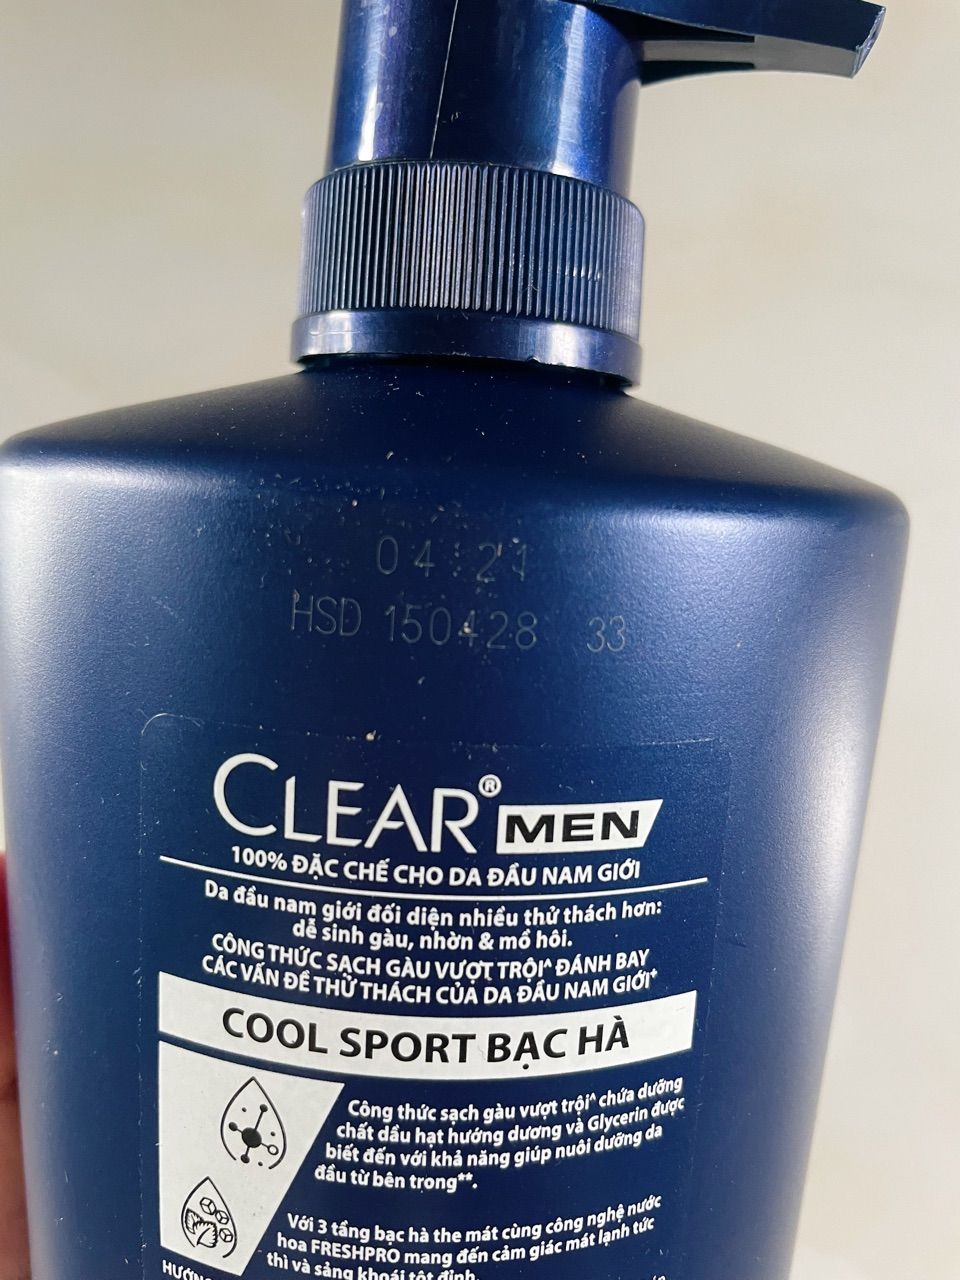 04:21
HSD 150428 33
CLEAR® MEN
100% ĐẶC CHẾ CHO DA ĐẦU NAM GIỚI
Da đầu nam giới đối diện nhiều thử thách hơn:
dễ sinh gàu, nhờn & mồ hôi.
CÔNG THỨC SẠCH GÀU VƯỢT TRỘI^ ĐÁNH BAY
CÁC VẤN ĐỀ THỬ THÁCH CỦA DA ĐẦU NAM GIỚI⁺
COOL SPORT BẠC HÀ
Công thức sạch gàu vượt trội^ chứa dưỡng
chất dầu hạt hướng dương và Glycerin được
biết đến với khả năng giúp nuôi dưỡng da
đầu từ bên trong**.
Với 3 tầng bạc hà the mát cùng công nghệ nước
hoa FRESHPRO mang đến cảm giác mát lạnh tức
thì và sảng khoái tột đỉnh.